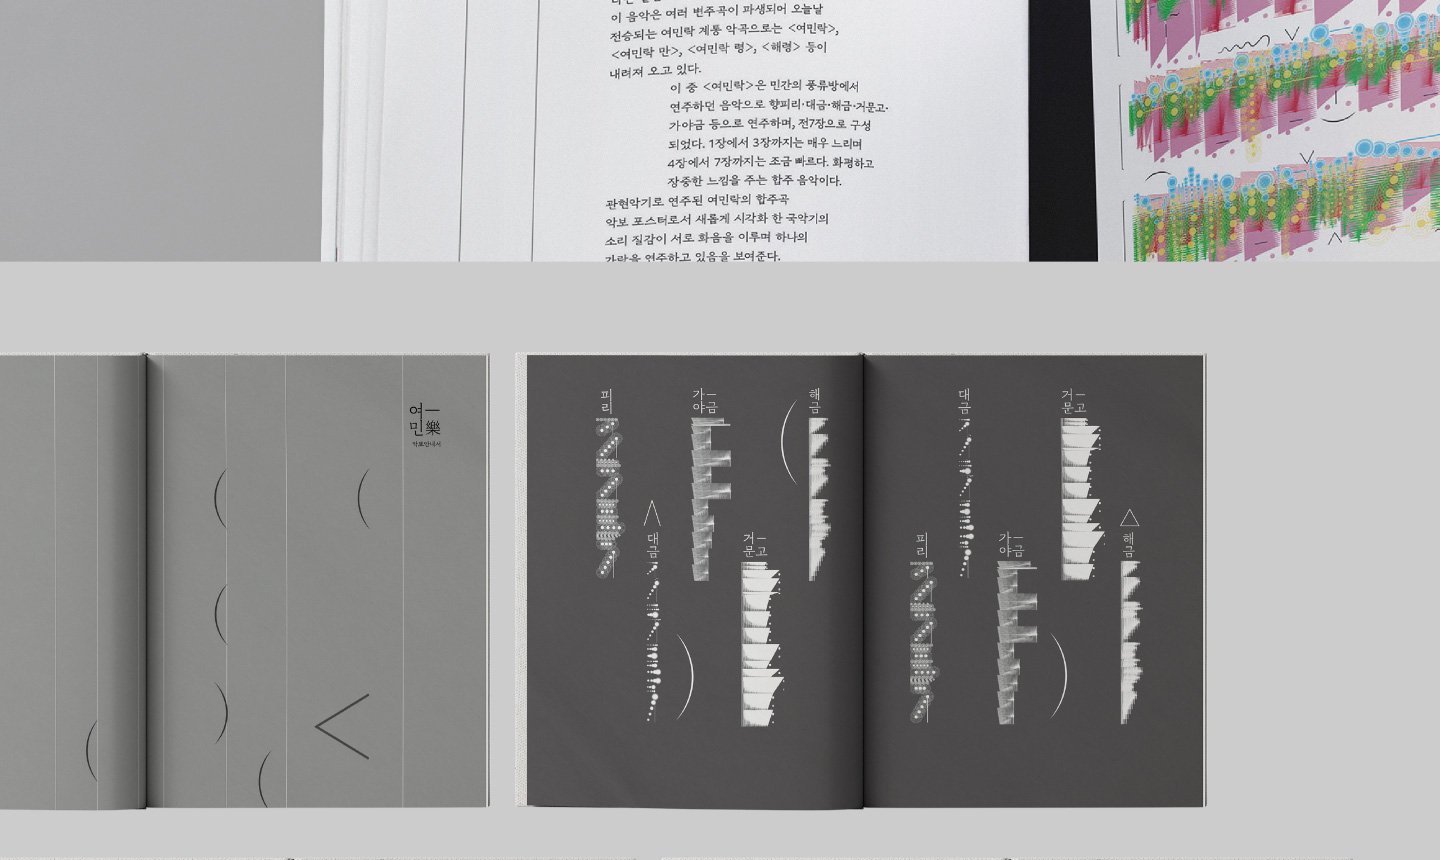 이 음악은 여러 변주곡이 파생되어 오늘날
전승되는 여민락 계통 악곡으로는 <여민락>,
<여민락 만>, <여민락 령>, <해령> 등이
내려져 오고 있다.
이 중 <여민락>은 민간의 풍류방에서
연주하던 음악으로 향피리·대금·해금·거문고·
가야금 등으로 연주하며, 전7장으로 구성
되었다. 1장에서 3장까지는 매우 느리며
4장에서 7장까지는 조금 빠르다. 화평하고
장중한 느낌을 주는 합주 음악이다.
관현악기로 연주된 여민락의 합주곡
악보 포스터로서 새롭게 시각화 한 국악기의
소리 질감이 서로 화음을 이루며 하나의
가락을 연주하고 있음을 보여준다.
여
민樂
악보안내서
피리
가야금
해금
대금
거문고
대금
거문고
피리
가야금
해금